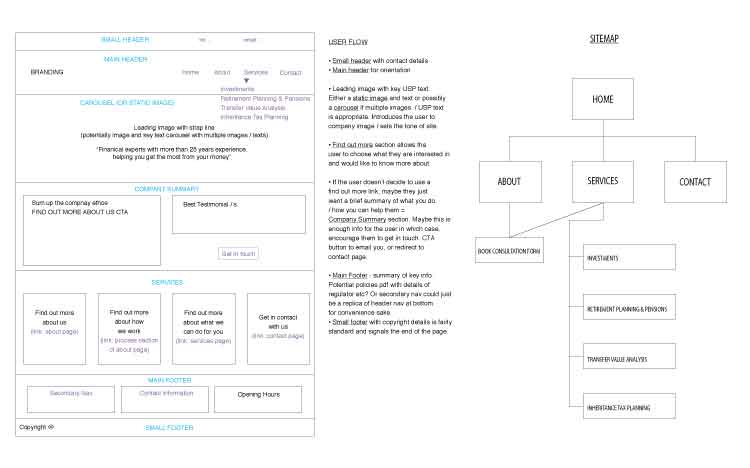 SMALL HEADER
tel ...
email ...
MAIN HEADER
BRANDING
Home
About
Services
Contact
Investments
Retirement Planning & Pensions
Transfer Value Analysis
Inheritance Tax Planning
CAROUSEL (OR STATIC IMAGE)
Leading image with strap line
(potentially image and key text carousel with multiple images / texts)
"Financial experts with more than 25 years experience,
helping you get the most from your money"
COMPANY SUMMARY
Sum up the compnay ethos
FIND OUT MORE ABOUT US CTA
Best Testimonial / s
Get in touch
SERVICES
Find out more
about us
(link: about page)
Find out more
about how
we work
(link: process section
of about page)
Find out more
about what we
can do for you
(link: services page)
Get in contact
with us
(link: contact page)
MAIN FOOTER
Secondary Nav
Contact Information
Opening Hours
Copyright @
SMALL FOOTER
USER FLOW
• Small header with contact details
• Main header for orientation
• Leading image with key USP text.
Either a static image and text or possibly
a carousel if multiple images / USP text
is appropriate. Introduces the user to
company image / sets the tone of site.
• Find out more section allows the
user to choose what they are interested in
and would like to know more about.
• If the user doesn't decide to use a
find out more link, maybe they just
want a brief summary of what you do
/ how you can help them =
Company Summary section. Maybe this is
enough info for the user in which case,
encourage them to get in touch. CTA
button to email you, or redirect to
contact page.
• Main Footer - summary of key info.
Potential policies pdf with details of
regulator etc? Or secondary nav could just
be a replica of header nav at bottom
for convenience sake.
• Small footer with copyright details is fairly
standard and signals the end of the page.
SITEMAP
HOME
ABOUT
SERVICES
CONTACT
BOOK CONSULTATION FORM
INVESTMENTS
RETIREMENT PLANNING & PENSIONS
TRANSFER VALUE ANALYSIS
INHERITANCE TAX PLANNING